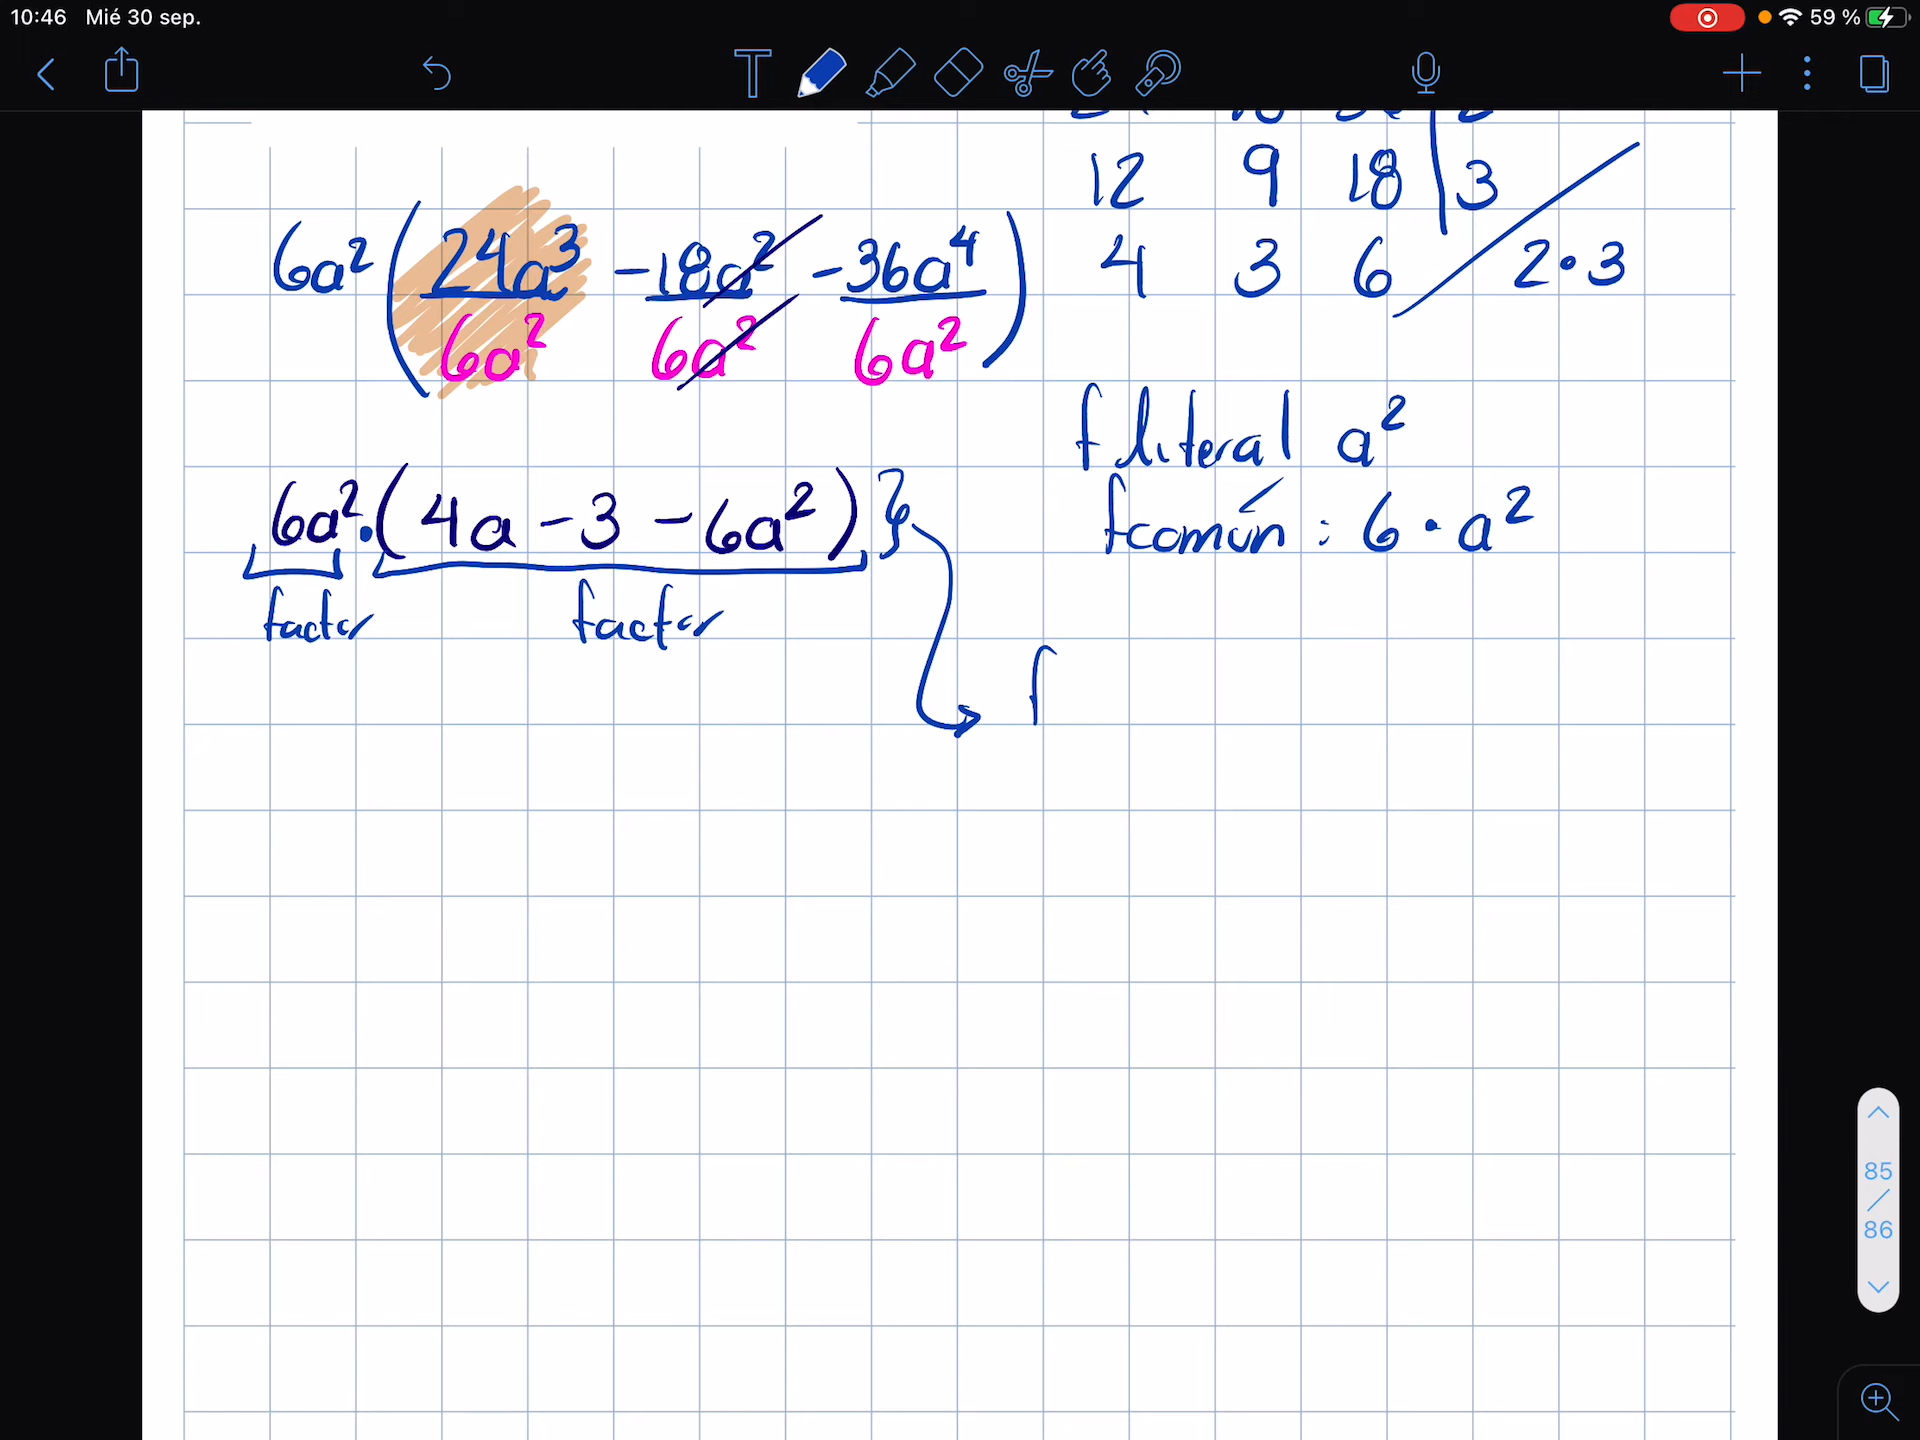 10:46 Mié 30 sep.
59 %
12 9 18 | 3
4 3 6 2 • 3
6a² ( 24a³/6a² - 18a²/6a² - 36a⁴/6a² )
f literal a²
f común : 6 • a²
6a² • ( 4a - 3 - 6a² ) }
factor factor
f
85
/
86